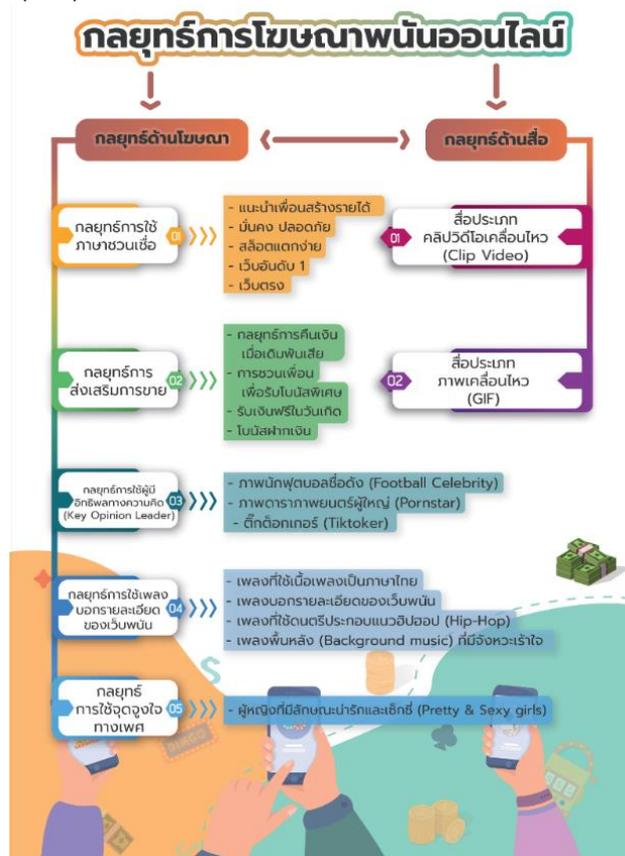 กลยุทธ์การโฆษณาพนันออนไลน์
กลยุทธ์ด้านโฆษณา
กลยุทธ์ด้านสื่อ
กลยุทธ์การใช้
ภาษาชวนเชื่อ
01
- แนะนำเพื่อนสร้างรายได้
- มั่นคง ปลอดภัย
- สล็อตแตกง่าย
- เว็บอันดับ 1
- เว็บตรง
01
สื่อประเภท
คลิปวิดีโอเคลื่อนไหว
(Clip Video)
กลยุทธ์การ
ส่งเสริมการขาย
02
- กลยุทธ์การคืนเงิน
เมื่อเดิมพันเสีย
- การชวนเพื่อน
เพื่อรับโบนัสพิเศษ
- รับเงินฟรีในวันเกิด
- โบนัสฝากเงิน
02
สื่อประเภท
ภาพเคลื่อนไหว
(GIF)
กลยุทธ์การใช้ผู้มี
อิทธิพลทางความคิด
(Key Opinion Leader)
03
- ภาพนักฟุตบอลชื่อดัง (Football Celebrity)
- ภาพดาราภาพยนตร์ผู้ใหญ่ (Pornstar)
- ติ๊กต็อกเกอร์ (Tiktoker)
กลยุทธ์การใช้เพลง
บอกรายละเอียด
ของเว็บพนัน
04
- เพลงที่ใช้เนื้อเพลงเป็นภาษาไทย
- เพลงบอกรายละเอียดของเว็บพนัน
- เพลงที่ใช้ดนตรีประกอบแนวฮิปฮอป (Hip-Hop)
- เพลงพื้นหลัง (Background music) ที่มีจังหวะเร้าใจ
กลยุทธ์
การใช้จุดจูงใจ
ทางเพศ
05
- ผู้หญิงที่มีลักษณะน่ารักและเซ็กซี่ (Pretty & Sexy girls)